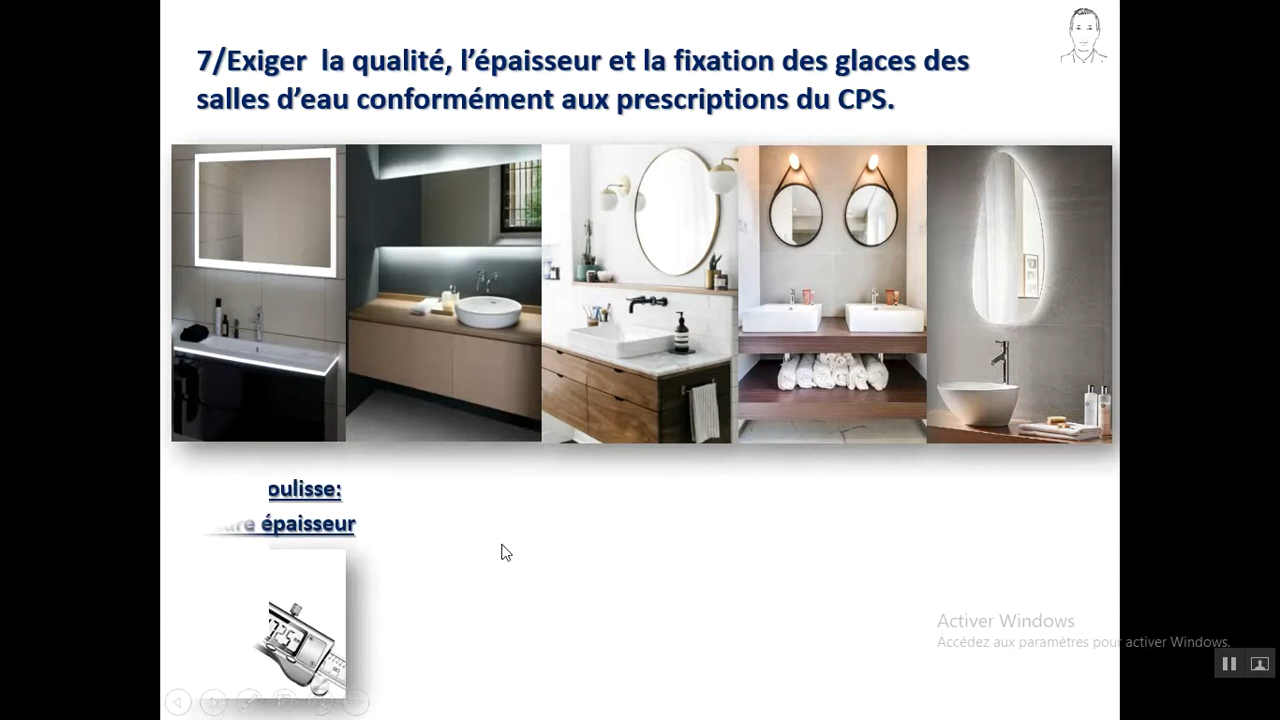 7/Exiger  la qualité, l’épaisseur et la fixation des glaces des
salles d’eau conformément aux prescriptions du CPS.
oulisse:
épaisseur
Activer Windows
Accédez aux paramètres pour activer Windows.